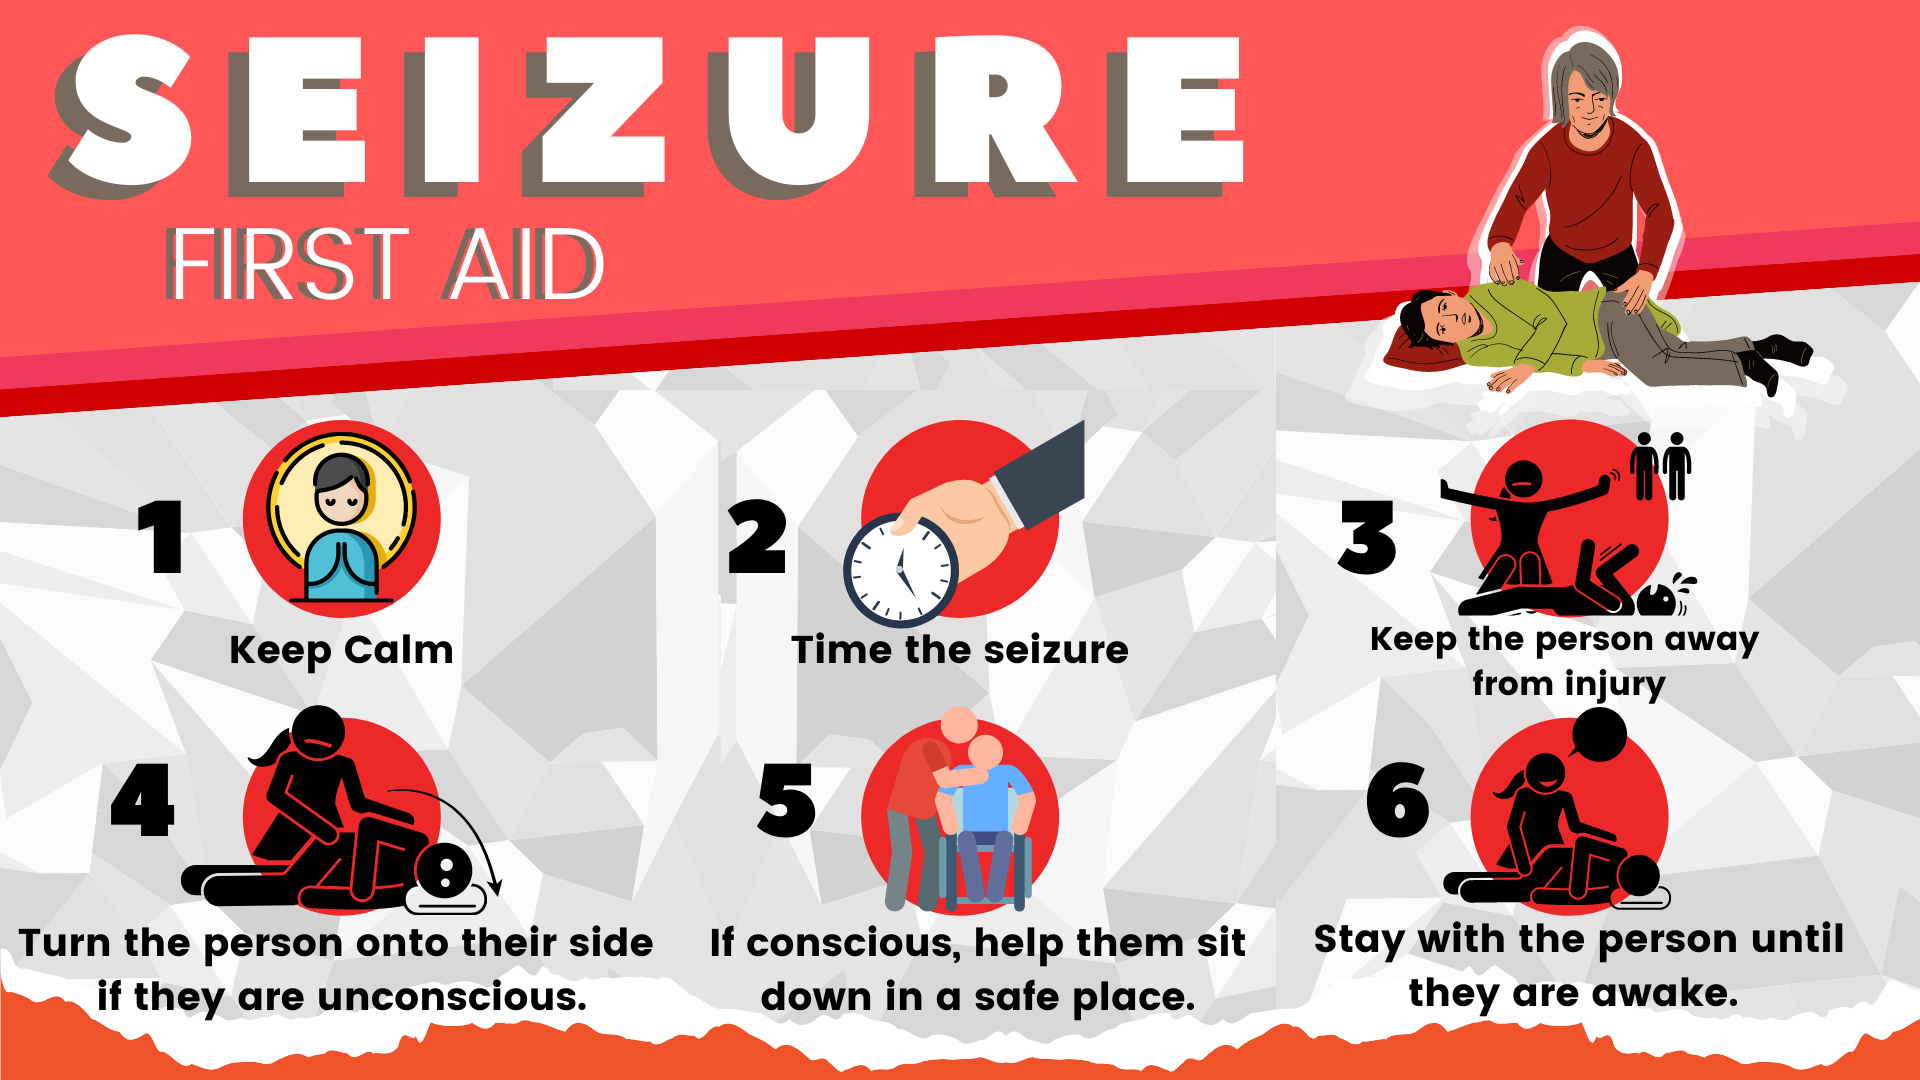 SEIZURE
FIRST AID
1
Keep Calm
2
Time the seizure
3
Keep the person away
from injury
4
Turn the person onto their side
if they are unconscious.
5
If conscious, help them sit
down in a safe place.
6
Stay with the person until
they are awake.